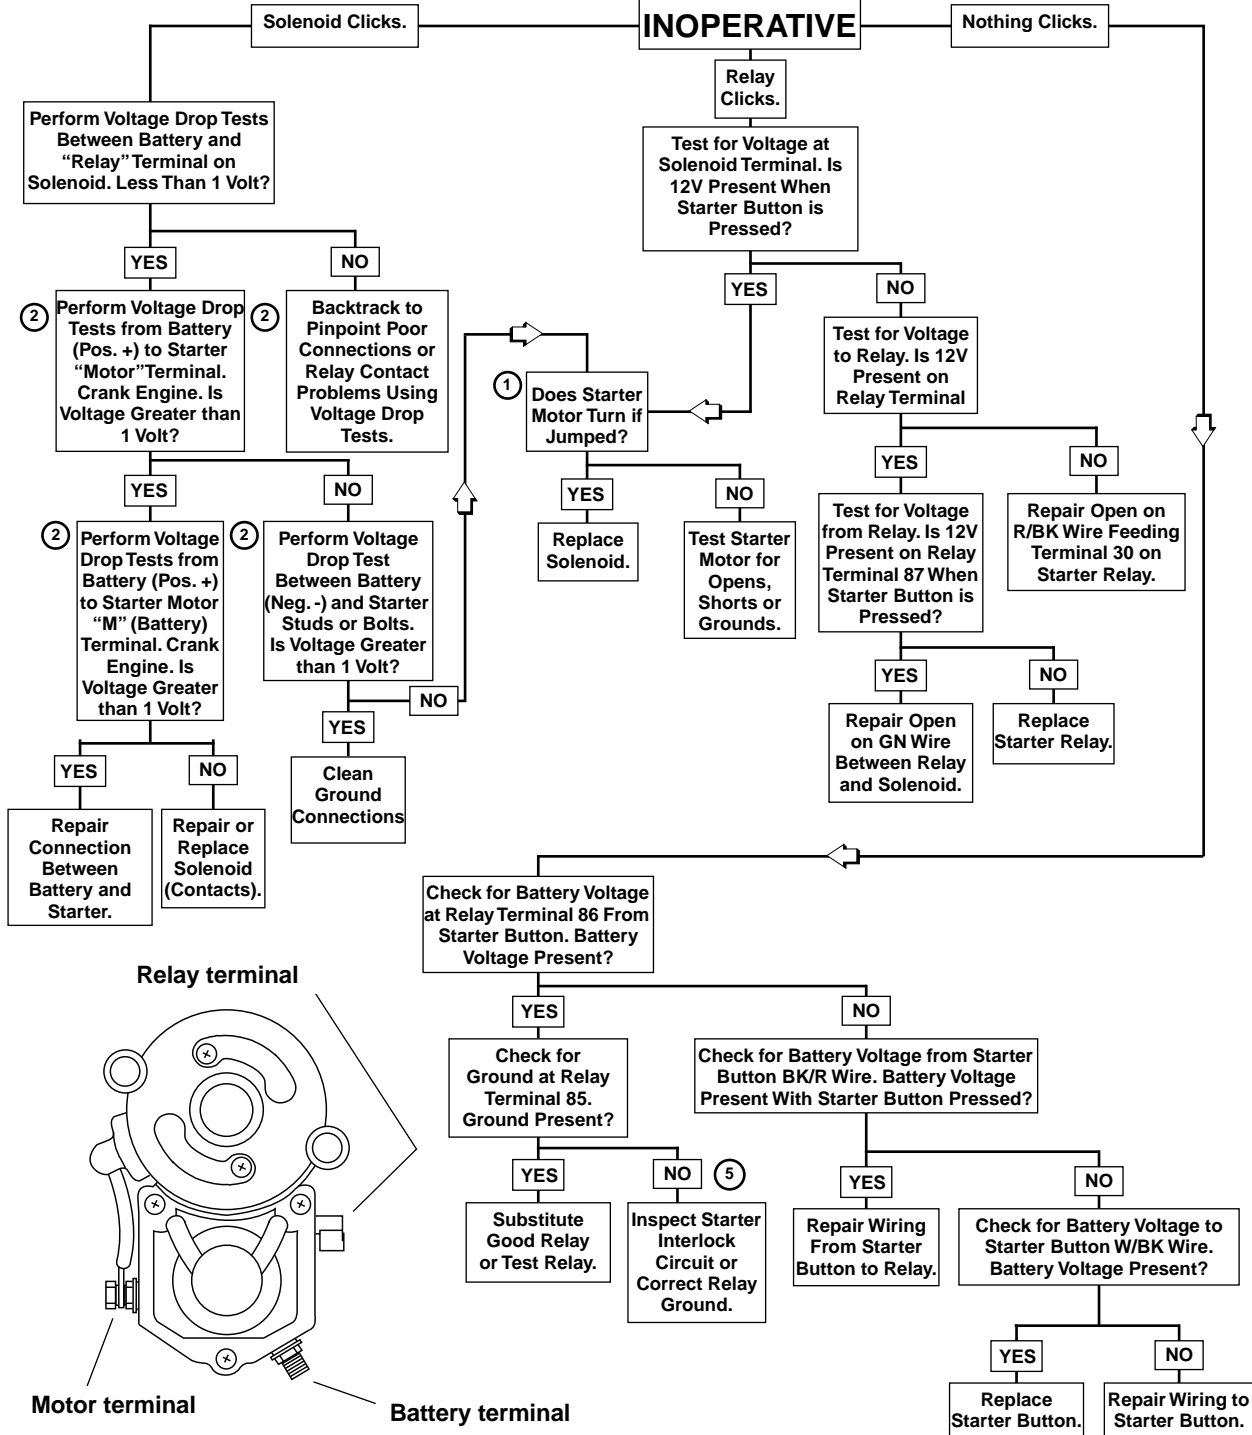 Solenoid Clicks.
INOPERATIVE
Nothing Clicks.
Relay
Clicks.
Perform Voltage Drop Tests
Between Battery and
“Relay” Terminal on
Solenoid. Less Than 1 Volt?
Test for Voltage at
Solenoid Terminal. Is
12V Present When
Starter Button is
Pressed?
YES
NO
YES
NO
2
Perform Voltage Drop
Tests from Battery
(Pos. +) to Starter
“Motor” Terminal.
Crank Engine. Is
Voltage Greater than
1 Volt?
2
Backtrack to
Pinpoint Poor
Connections or
Relay Contact
Problems Using
Voltage Drop
Tests.
1
Does Starter
Motor Turn if
Jumped?
Test for Voltage
to Relay. Is 12V
Present on
Relay Terminal
YES
NO
YES
NO
YES
NO
2
Perform Voltage
Drop Tests from
Battery (Pos. +)
to Starter Motor
“M” (Battery)
Terminal. Crank
Engine. Is
Voltage Greater
than 1 Volt?
2
Perform Voltage
Drop Test
Between Battery
(Neg. -) and Starter
Studs or Bolts.
Is Voltage Greater
than 1 Volt?
Replace
Solenoid.
Test Starter
Motor for
Opens,
Shorts or
Grounds.
Test for Voltage
from Relay. Is 12V
Present on Relay
Terminal 87 When
Starter Button is
Pressed?
Repair Open on
R/BK Wire Feeding
Terminal 30 on
Starter Relay.
YES
NO
YES
NO
YES
NO
Repair
Connection
Between
Battery and
Starter.
Repair or
Replace
Solenoid
(Contacts).
Clean
Ground
Connections
Repair Open
on GN Wire
Between Relay
and Solenoid.
Replace
Starter Relay.
Check for Battery Voltage
at Relay Terminal 86 From
Starter Button. Battery
Voltage Present?
YES
NO
Check for
Ground at Relay
Terminal 85.
Ground Present?
Check for Battery Voltage from Starter
Button BK/R Wire. Battery Voltage
Present With Starter Button Pressed?
YES
NO
5
YES
NO
Substitute
Good Relay
or Test Relay.
Inspect Starter
Interlock
Circuit or
Correct Relay
Ground.
Repair Wiring
From Starter
Button to Relay.
Check for Battery Voltage to
Starter Button W/BK Wire.
Battery Voltage Present?
YES
NO
Replace
Starter Button.
Repair Wiring to
Starter Button.
Relay terminal
Motor terminal
Battery terminal